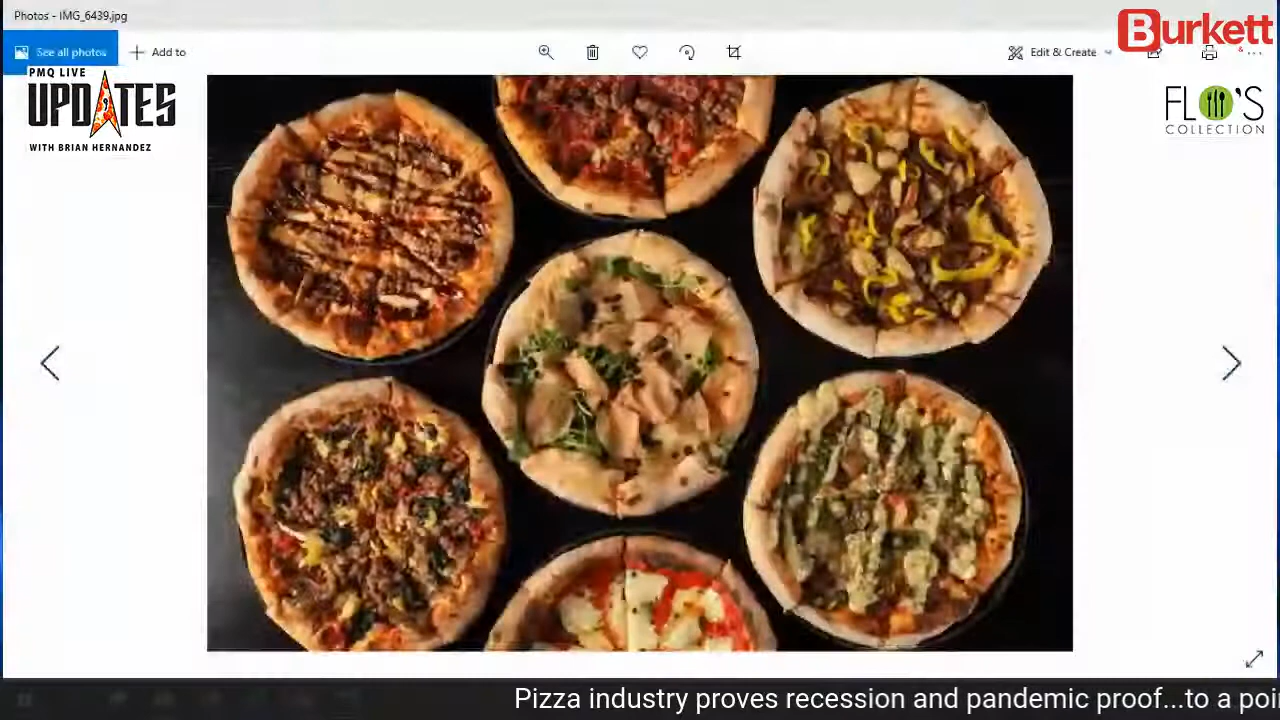 Photos - IMG_6439.jpg
See all photos
Add to
Edit & Create
Burkett
&
PMQ LIVE
UPDATES
WITH BRIAN HERNANDEZ
FLO'S
COLLECTION
Pizza industry proves recession and pandemic proof...to a poi